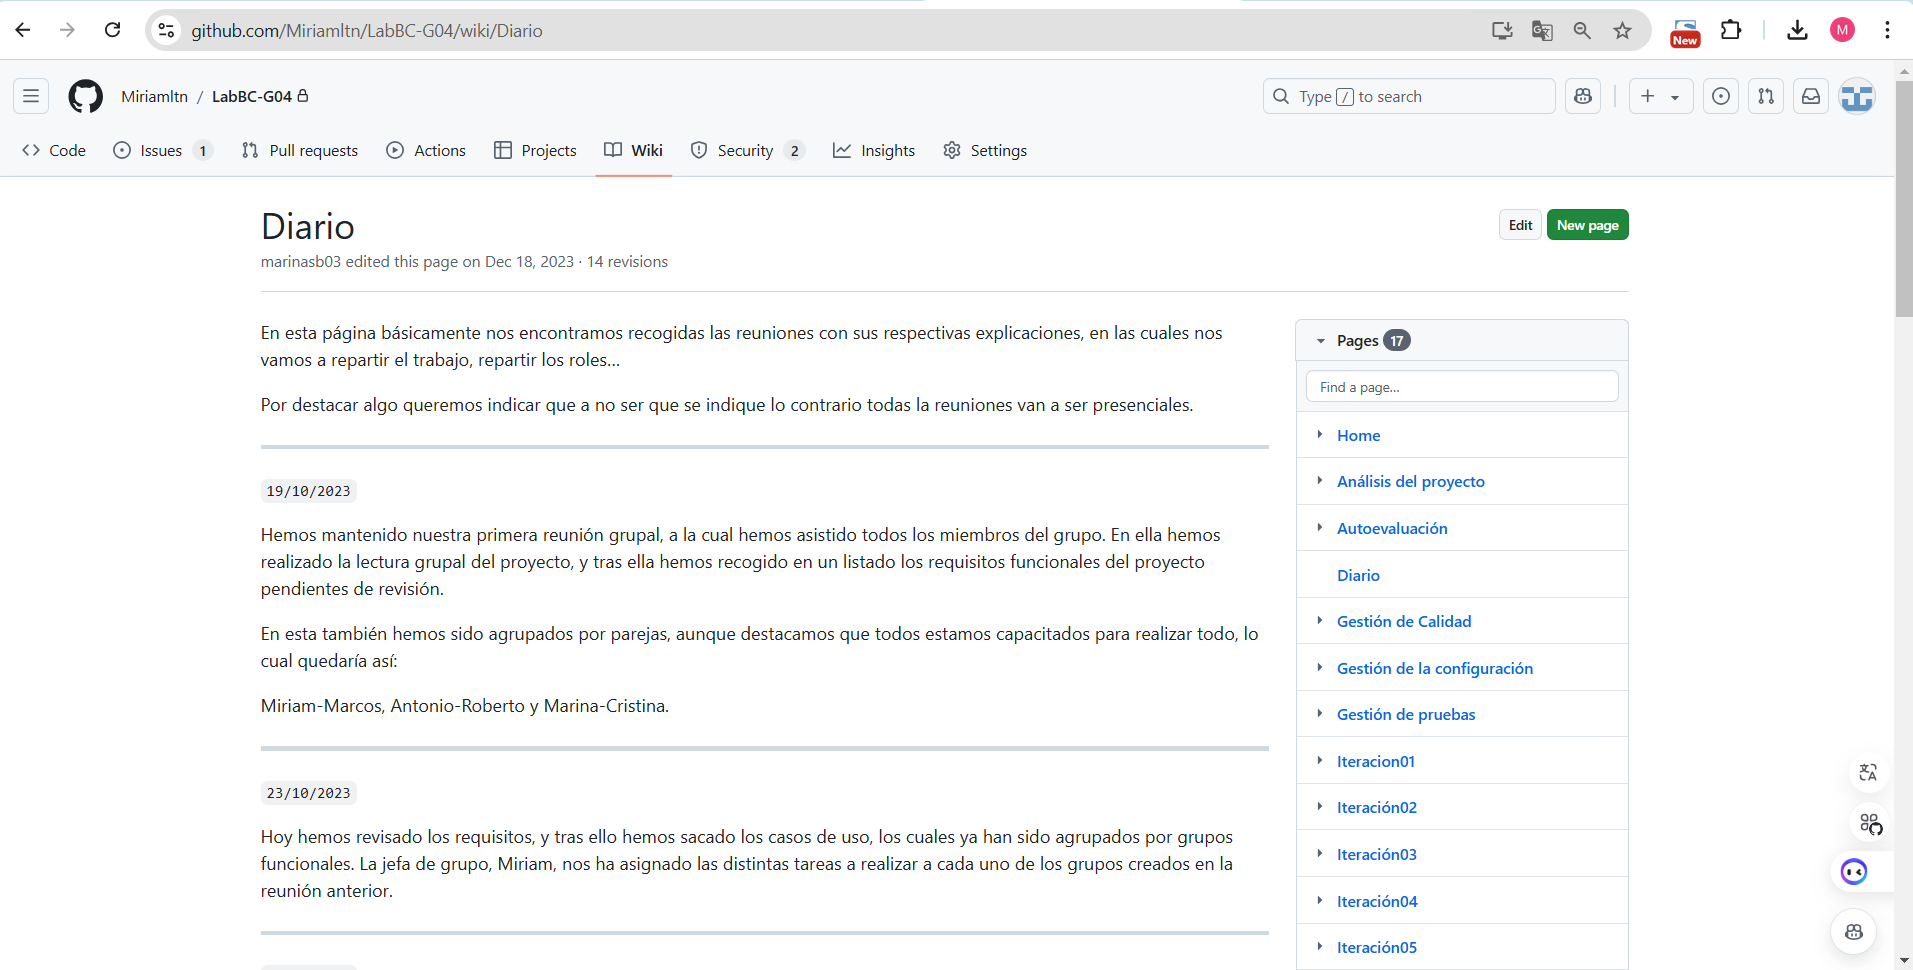 github.com/Miriamltn/LabBC-G04/wiki/Diario
New
M
Miriamltn / LabBC-G04
Type / to search
Code
Issues 1
Pull requests
Actions
Projects
Wiki
Security 2
Insights
Settings
Diario
Edit
New page
marinasb03 edited this page on Dec 18, 2023 · 14 revisions
En esta página básicamente nos encontramos recogidas las reuniones con sus respectivas explicaciones, en las cuales nos
vamos a repartir el trabajo, repartir los roles...
Por destacar algo queremos indicar que a no ser que se indique lo contrario todas la reuniones van a ser presenciales.
19/10/2023
Hemos mantenido nuestra primera reunión grupal, a la cual hemos asistido todos los miembros del grupo. En ella hemos
realizado la lectura grupal del proyecto, y tras ella hemos recogido en un listado los requisitos funcionales del proyecto
pendientes de revisión.
En esta también hemos sido agrupados por parejas, aunque destacamos que todos estamos capacitados para realizar todo, lo
cual quedaría así:
Miriam-Marcos, Antonio-Roberto y Marina-Cristina.
23/10/2023
Hoy hemos revisado los requisitos, y tras ello hemos sacado los casos de uso, los cuales ya han sido agrupados por grupos
funcionales. La jefa de grupo, Miriam, nos ha asignado las distintas tareas a realizar a cada uno de los grupos creados en la
reunión anterior.
Pages 17
Find a page...
Home
Análisis del proyecto
Autoevaluación
Diario
Gestión de Calidad
Gestión de la configuración
Gestión de pruebas
Iteracion01
Iteración02
Iteración03
Iteración04
Iteración05